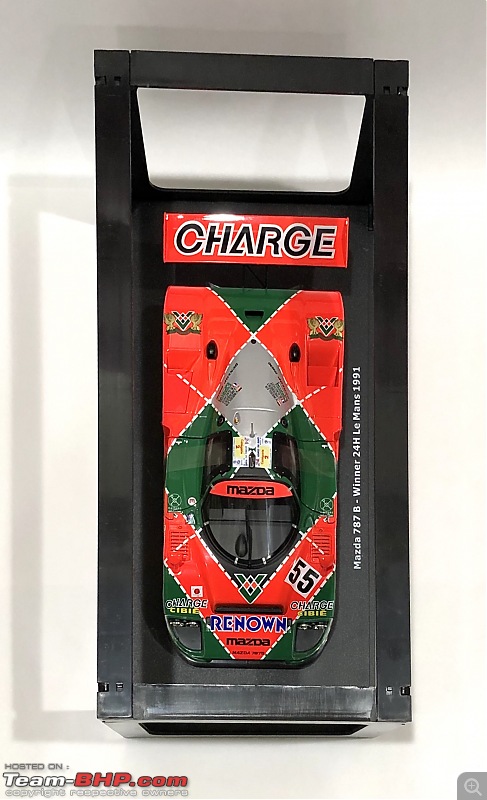 CHARGE
Mazda 787 B - Winner 24H Le Mans 1991
mazda
55
CHARGE
CIBIE
CHARGE
CIBIE
RENOWN
mazda
HOSTED ON :
Team-BHP.com
copyright respective owners